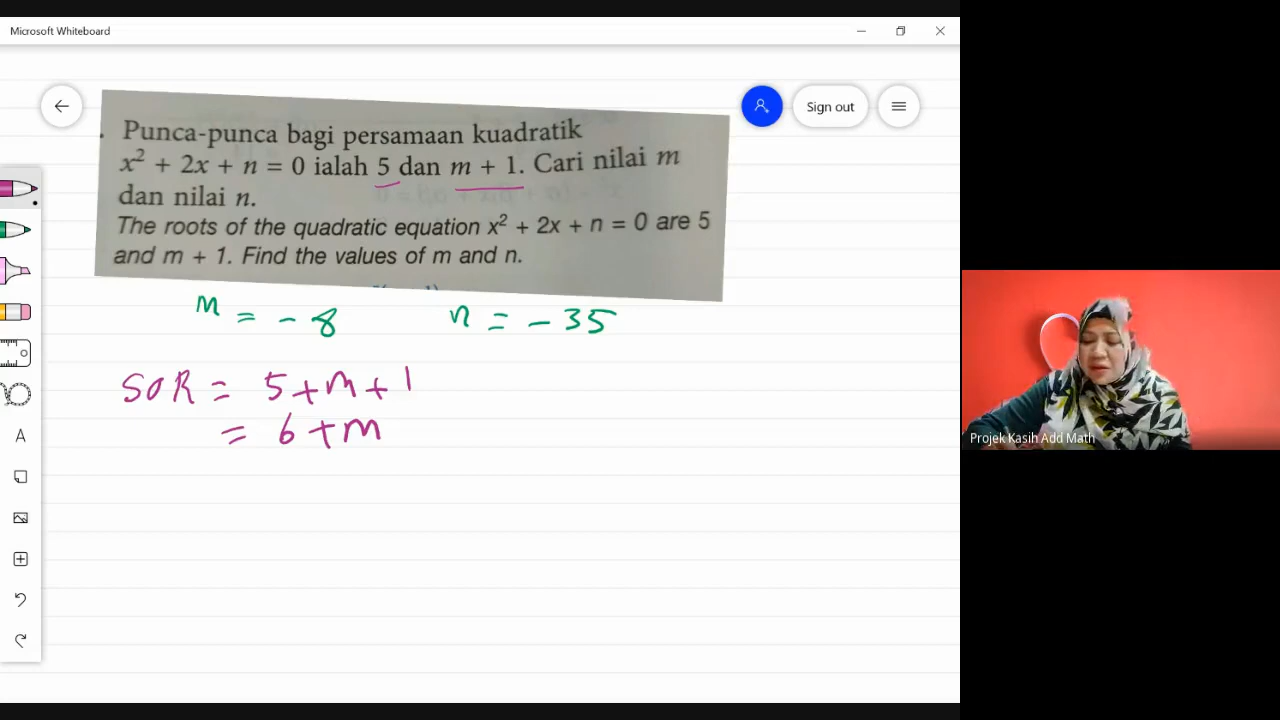 Microsoft Whiteboard
Sign out
Punca-punca bagi persamaan kuadratik
x² + 2x + n = 0 ialah 5 dan m + 1. Cari nilai m
dan nilai n.
The roots of the quadratic equation x² + 2x + n = 0 are 5
and m + 1. Find the values of m and n.
m = - 8 n = - 35
SOR = 5 + m + 1
= 6 + m
A
Projek Kasih Add Math